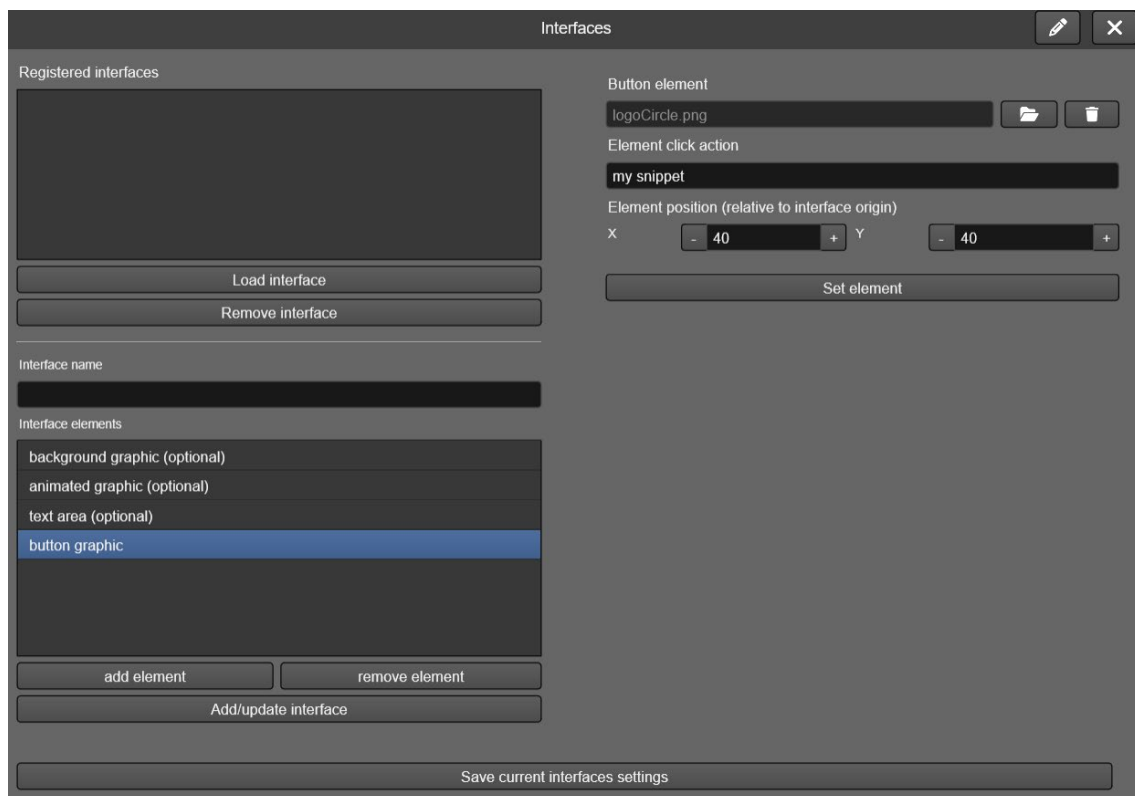 Interfaces
Registered interfaces
Load interface
Remove interface
Interface name
Interface elements
background graphic (optional)
animated graphic (optional)
text area (optional)
button graphic
add element remove element
Add/update interface
Button element
logoCircle.png
Element click action
my snippet
Element position (relative to interface origin)
X - 40 + Y - 40 +
Set element
Save current interfaces settings